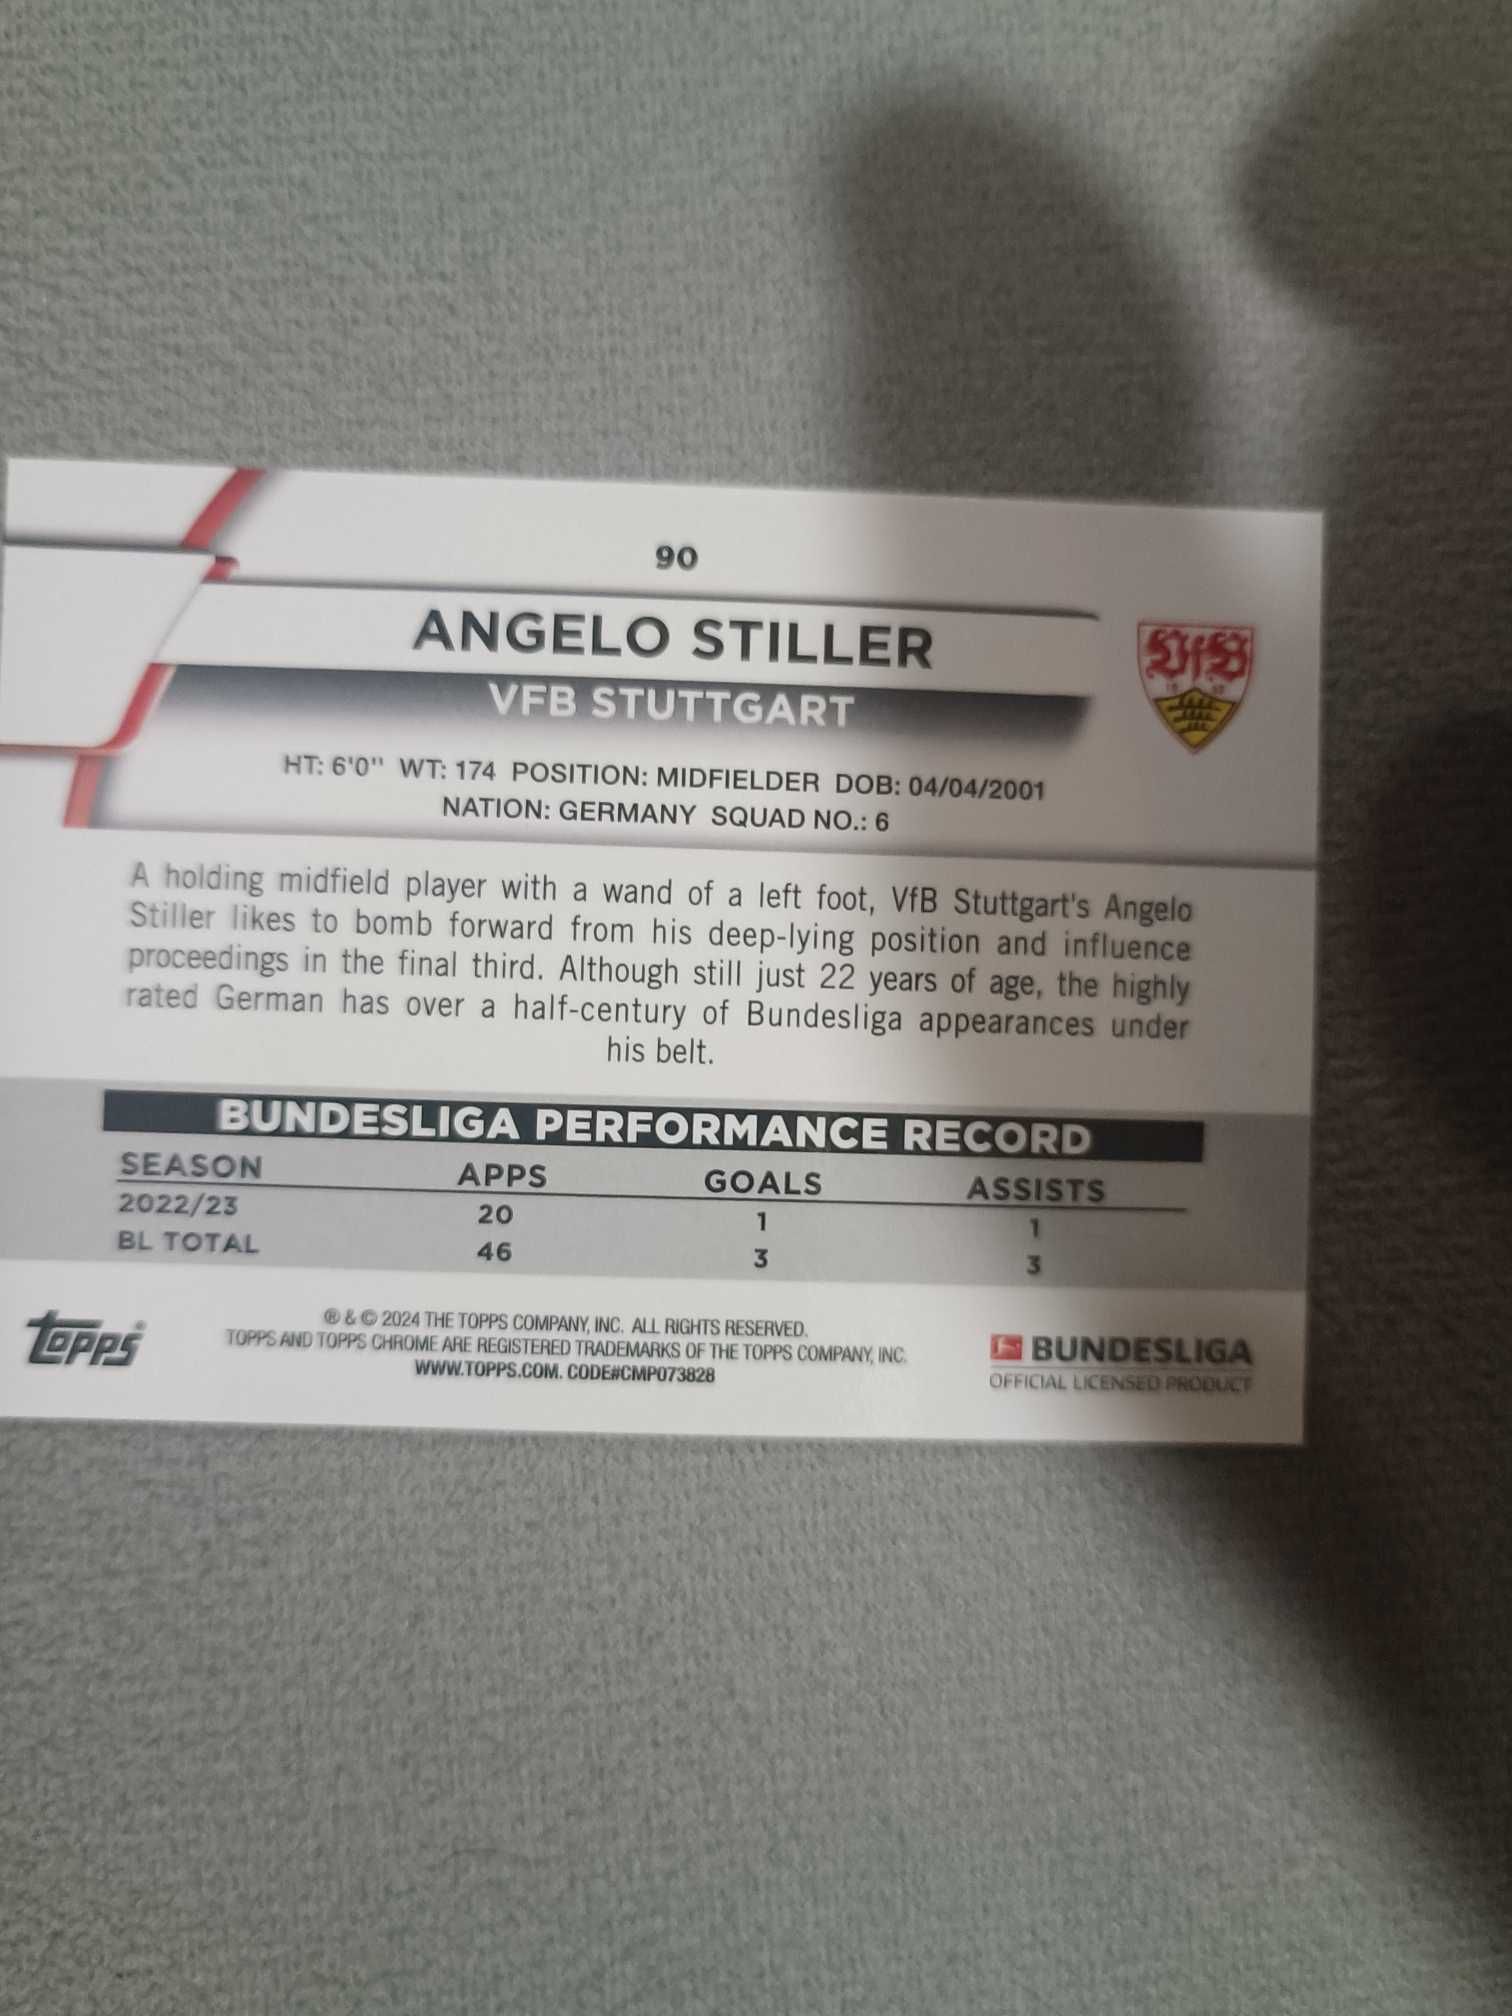 90
ANGELO STILLER
VFB STUTTGART
VfB
HT: 6'0" WT: 174 POSITION: MIDFIELDER DOB: 04/04/2001
NATION: GERMANY SQUAD NO.: 6
A holding midfield player with a wand of a left foot, VfB Stuttgart's Angelo
Stiller likes to bomb forward from his deep-lying position and influence
proceedings in the final third. Although still just 22 years of age, the highly
rated German has over a half-century of Bundesliga appearances under
his belt.
BUNDESLIGA PERFORMANCE RECORD
SEASON APPS GOALS ASSISTS
2022/23 20 1 1
BL TOTAL 46 3 3
topps®
® & © 2024 THE TOPPS COMPANY, INC. ALL RIGHTS RESERVED.
TOPPS AND TOPPS CHROME ARE REGISTERED TRADEMARKS OF THE TOPPS COMPANY, INC.
WWW.TOPPS.COM. CODE#CMP073828
BUNDESLIGA
OFFICIAL LICENSED PRODUCT